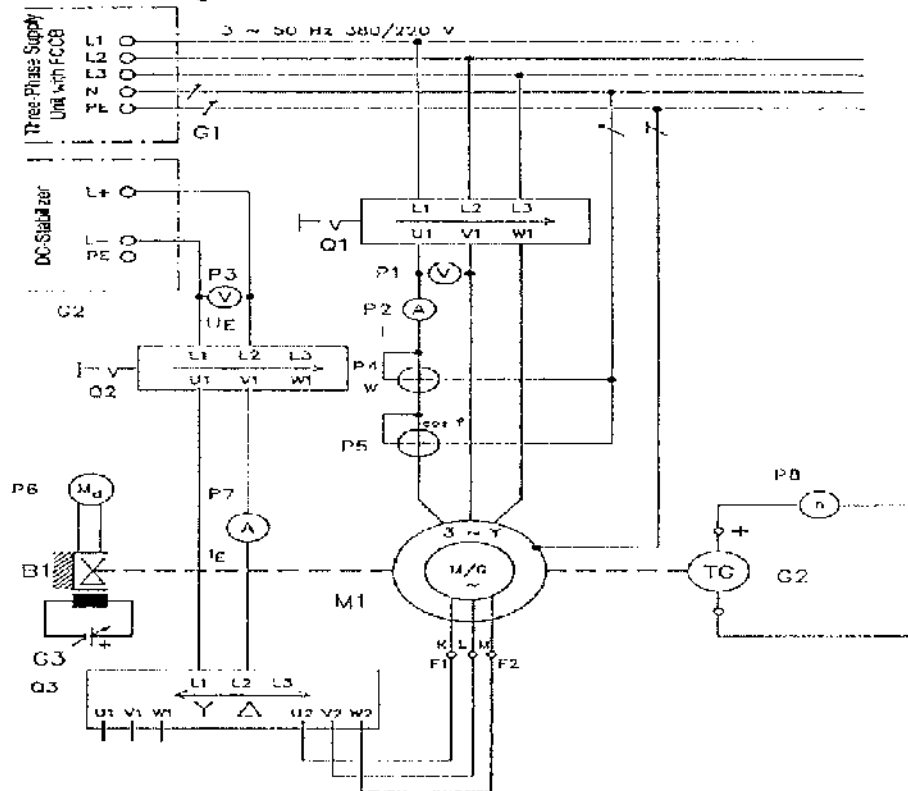 Three-Phase Supply
Unit with FCCB
L1
L2
L3
N
PE
3 ~ 50 Hz 380/220 V
G1
DC-Stabilizer
L+
L-
PE
G2
P3
V
UE
L1 L2 L3
U1 V1 W1
Q1
L1 L2 L3
U1 V1 W1
Q2
P1
V
P2
A
I
P4
W
P5
cos φ
P6
Md
P7
A
IE
B1
G3
M1
3 ~ Y
M/G
~
K L M
F1 F2
P8
n
+
TG
G2
Q3
L1 L2 L3
Y Δ
U1 V1 W1 U2 V2 W2
+